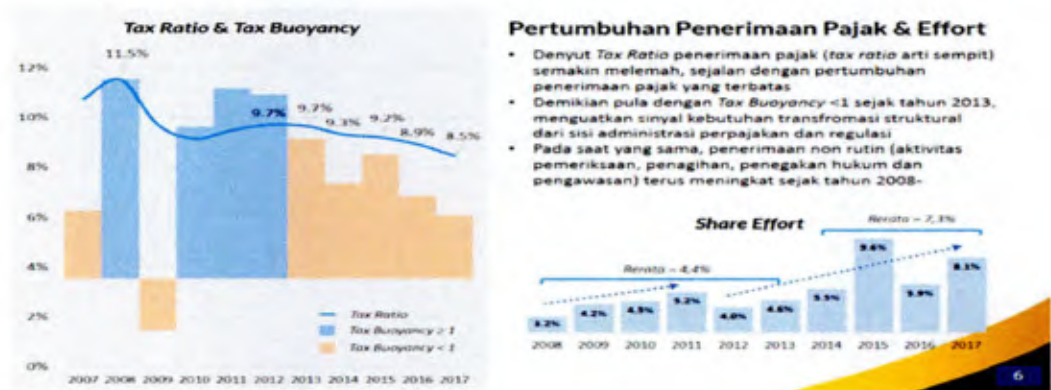 Tax Ratio & Tax Buoyancy
12%
10%
8%
6%
4%
2%
0%
11.5%
9.7%
9.7%
9.3%
9.2%
8.9%
8.5%
Tax Ratio
Tax Buoyancy ≥ 1
Tax Buoyancy < 1
2007 2008 2009 2010 2011 2012 2013 2014 2015 2016 2017
Pertumbuhan Penerimaan Pajak & Effort
• Denyut Tax Ratio penerimaan pajak (tax ratio arti sempit)
semakin melemah, sejalan dengan pertumbuhan
penerimaan pajak yang terbatas
• Demikian pula dengan Tax Buoyancy <1 sejak tahun 2013,
menguatkan sinyal kebutuhan transfromasi struktural
dari sisi administrasi perpajakan dan regulasi
• Pada saat yang sama, penerimaan non rutin (aktivitas
pemeriksaan, penagihan, penegakan hukum dan
pengawasan) terus meningkat sejak tahun 2008-
Share Effort
Rerata ~ 4,4%
Rerata ~ 7,3%
3.2%
4.2%
4.5%
5.2%
4.0%
4.6%
5.5%
9.6%
5.9%
8.1%
2008 2009 2010 2011 2012 2013 2014 2015 2016 2017
6